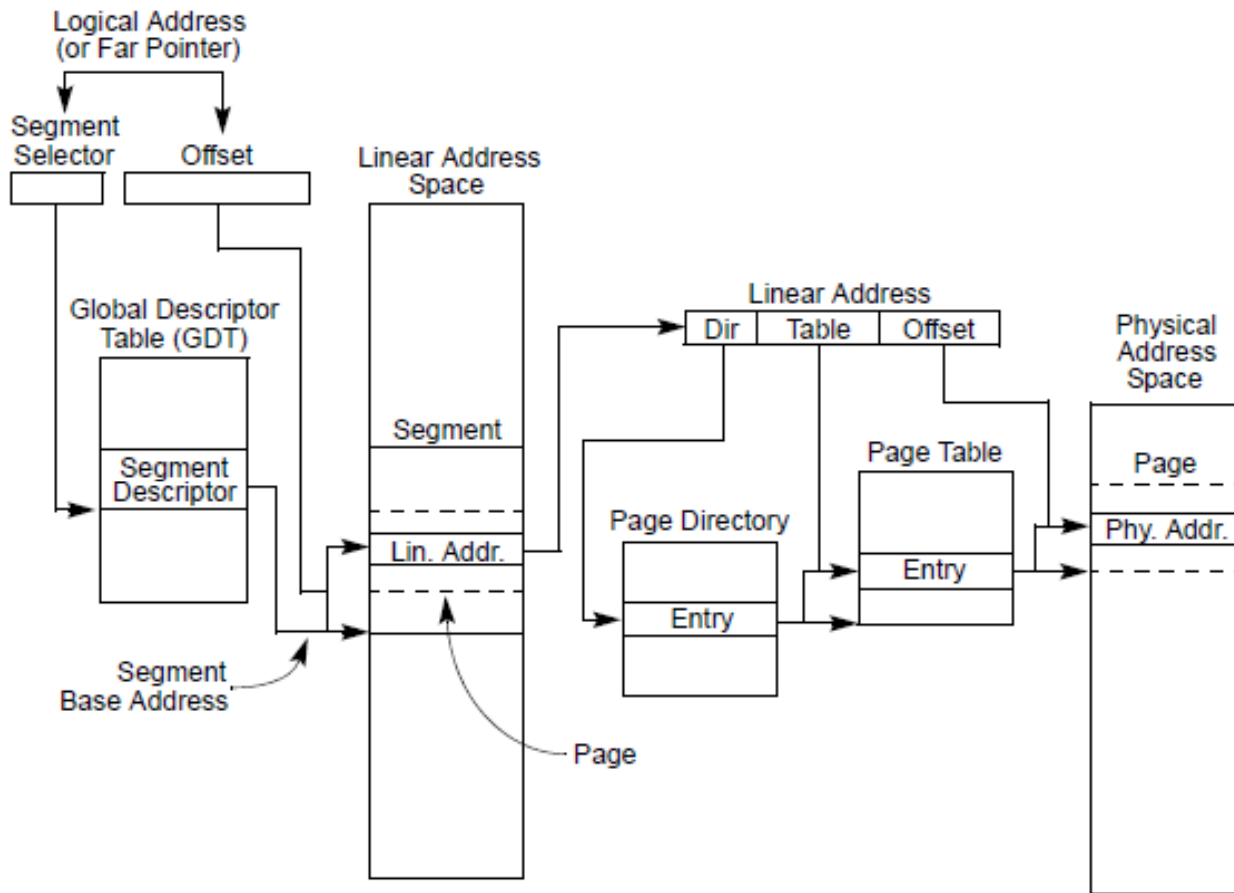 Logical Address
(or Far Pointer)
Segment
Selector
Offset
Linear Address
Space
Global Descriptor
Table (GDT)
Segment
Descriptor
Segment
Lin. Addr.
Segment
Base Address
Page
Linear Address
Dir
Table
Offset
Page Directory
Entry
Page Table
Entry
Physical
Address
Space
Page
Phy. Addr.